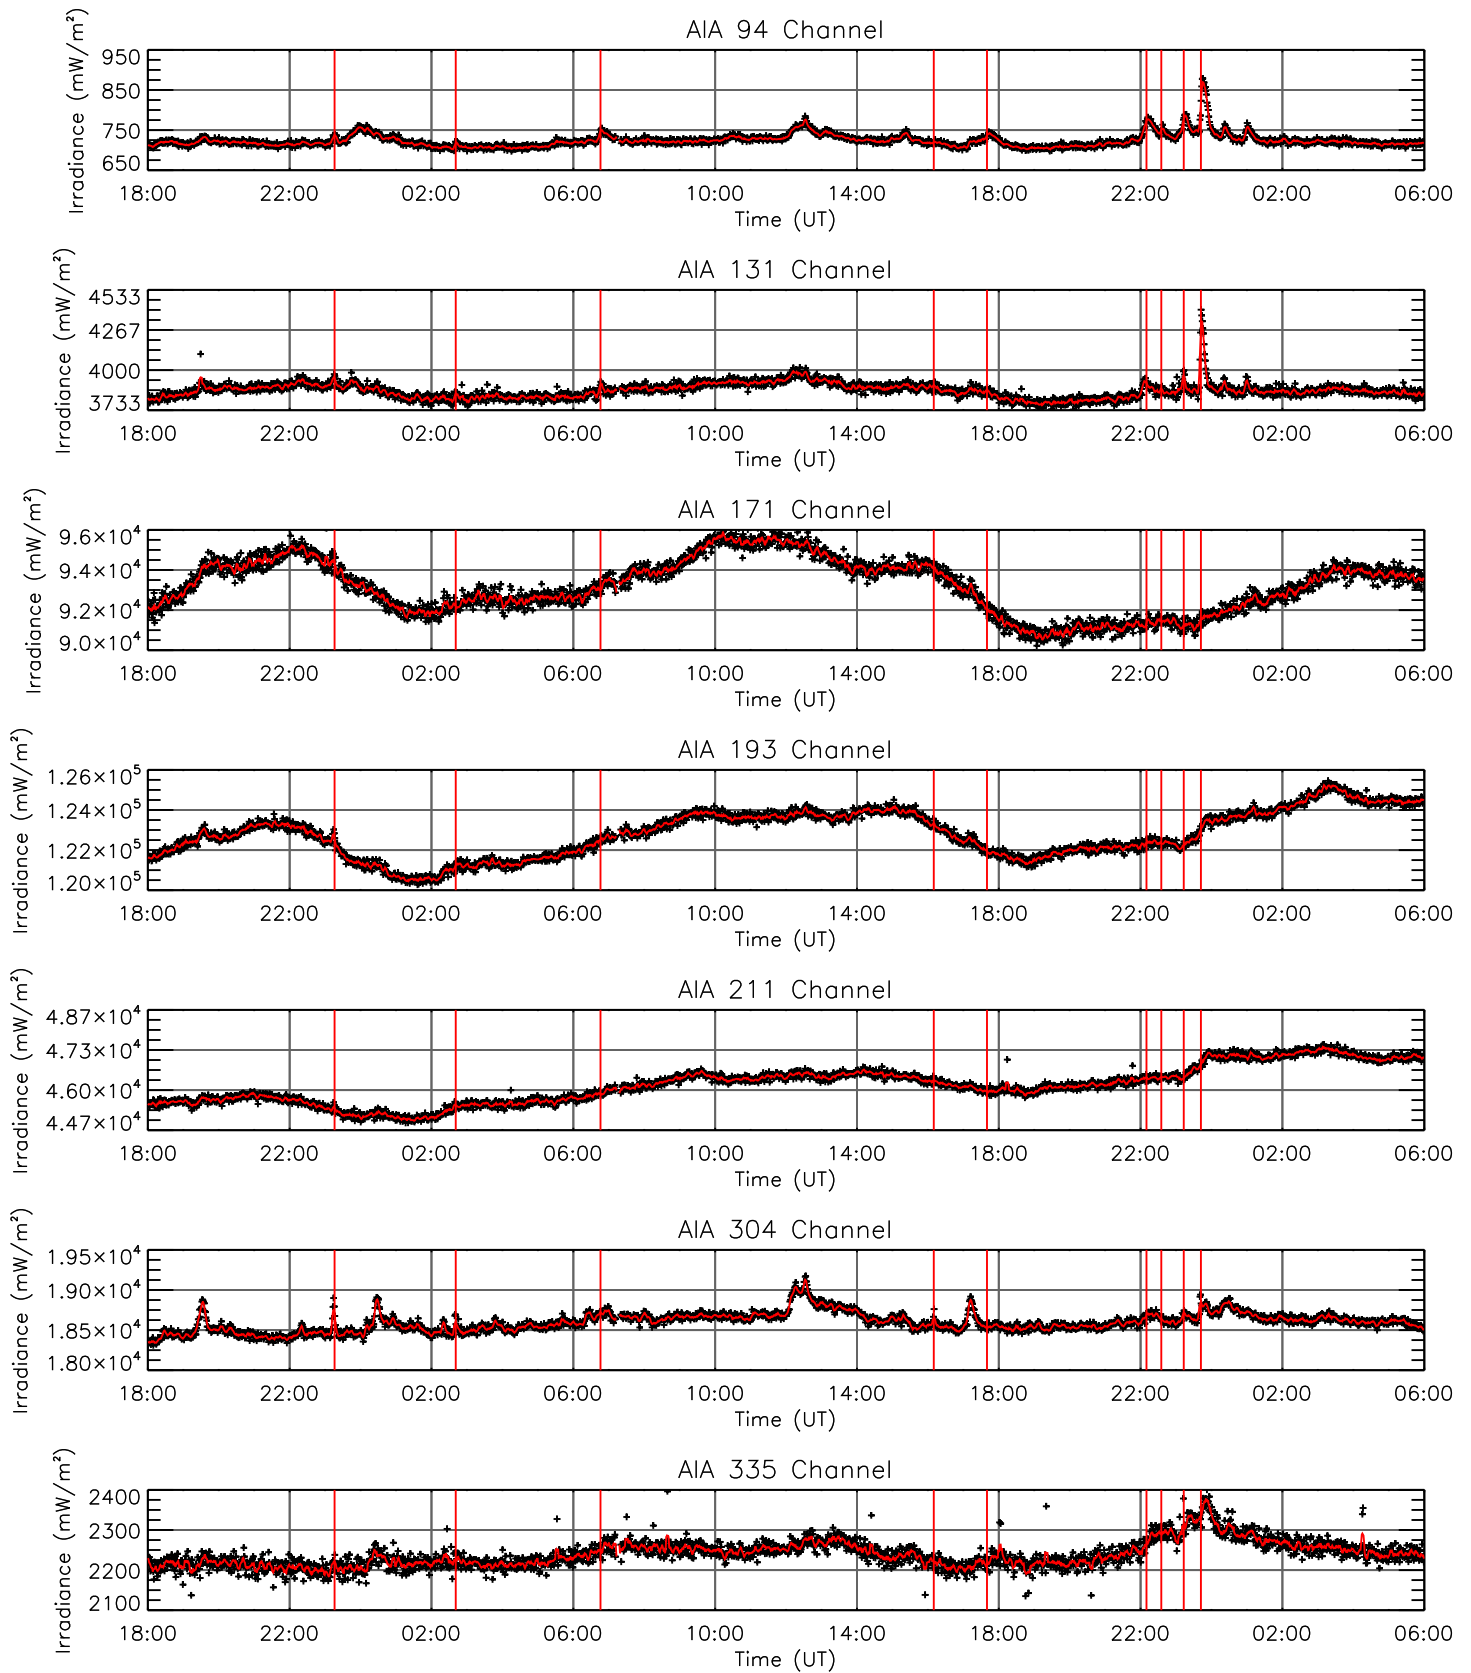 AIA 94 Channel
Irradiance (mW/m²)
950
850
750
650
18:00 22:00 02:00 06:00 10:00 14:00 18:00 22:00 02:00 06:00
Time (UT)
AIA 131 Channel
Irradiance (mW/m²)
4533
4267
4000
3733
18:00 22:00 02:00 06:00 10:00 14:00 18:00 22:00 02:00 06:00
Time (UT)
AIA 171 Channel
Irradiance (mW/m²)
9.6×10⁴
9.4×10⁴
9.2×10⁴
9.0×10⁴
18:00 22:00 02:00 06:00 10:00 14:00 18:00 22:00 02:00 06:00
Time (UT)
AIA 193 Channel
Irradiance (mW/m²)
1.26×10⁵
1.24×10⁵
1.22×10⁵
1.20×10⁵
18:00 22:00 02:00 06:00 10:00 14:00 18:00 22:00 02:00 06:00
Time (UT)
AIA 211 Channel
Irradiance (mW/m²)
4.87×10⁴
4.73×10⁴
4.60×10⁴
4.47×10⁴
18:00 22:00 02:00 06:00 10:00 14:00 18:00 22:00 02:00 06:00
Time (UT)
AIA 304 Channel
Irradiance (mW/m²)
1.95×10⁴
1.90×10⁴
1.85×10⁴
1.80×10⁴
18:00 22:00 02:00 06:00 10:00 14:00 18:00 22:00 02:00 06:00
Time (UT)
AIA 335 Channel
Irradiance (mW/m²)
2400
2300
2200
2100
18:00 22:00 02:00 06:00 10:00 14:00 18:00 22:00 02:00 06:00
Time (UT)